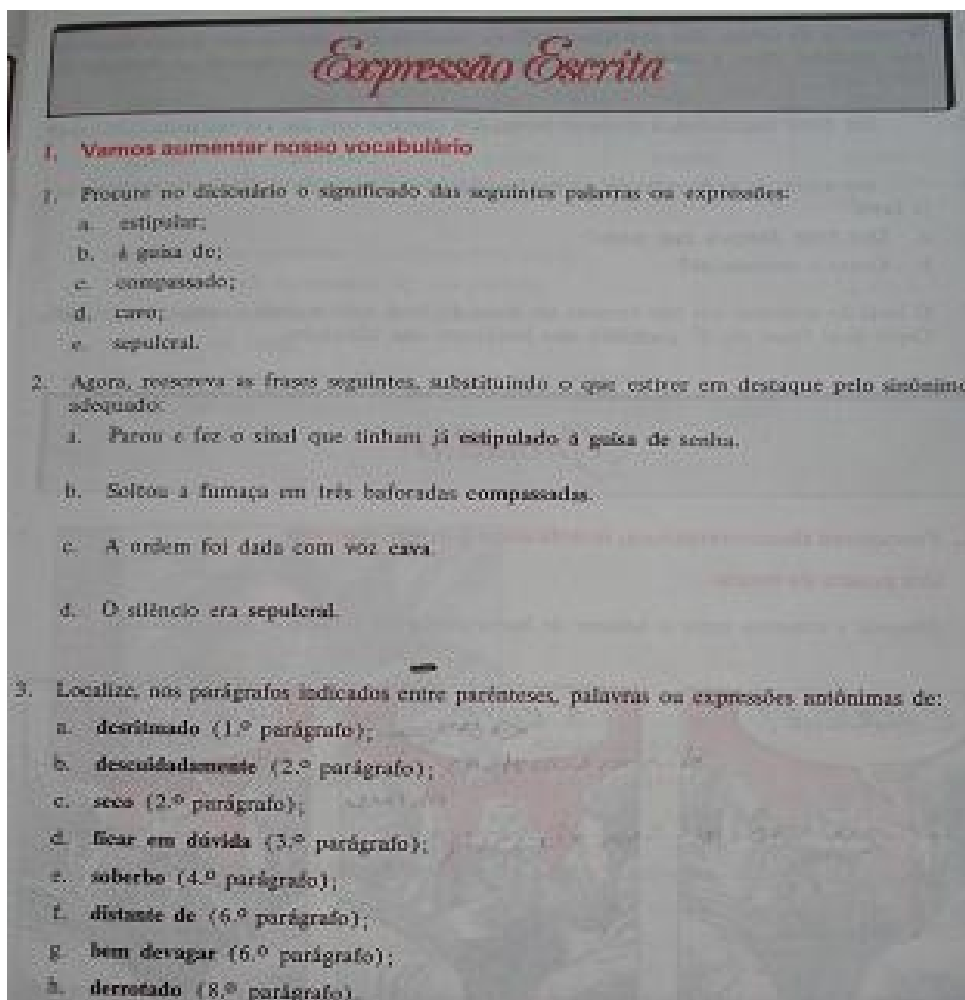 Expressão Escrita
1. Vamos aumentar nosso vocabulário
1. Procure no dicionário o significado das seguintes palavras ou expressões:
a. estipular;
b. à guisa de;
c. compassado;
d. cavo;
e. sepulcral.
2. Agora, reescreva as frases seguintes, substituindo o que estiver em destaque pelo sinônimo
adequado:
a. Parou e fez o sinal que tinham já estipulado à guisa de senha.
b. Soltou a fumaça em três baforadas compassadas.
c. A ordem foi dada com voz cava.
d. O silêncio era sepulcral.
3. Localize, nos parágrafos indicados entre parênteses, palavras ou expressões antônimas de:
a. desritmado (1.º parágrafo);
b. descuidadamente (2.º parágrafo);
c. seco (2.º parágrafo);
d. ficar em dúvida (3.º parágrafo);
e. soberbo (4.º parágrafo);
f. distante de (6.º parágrafo);
g. bem devagar (6.º parágrafo);
h. derrotado (8.º parágrafo).